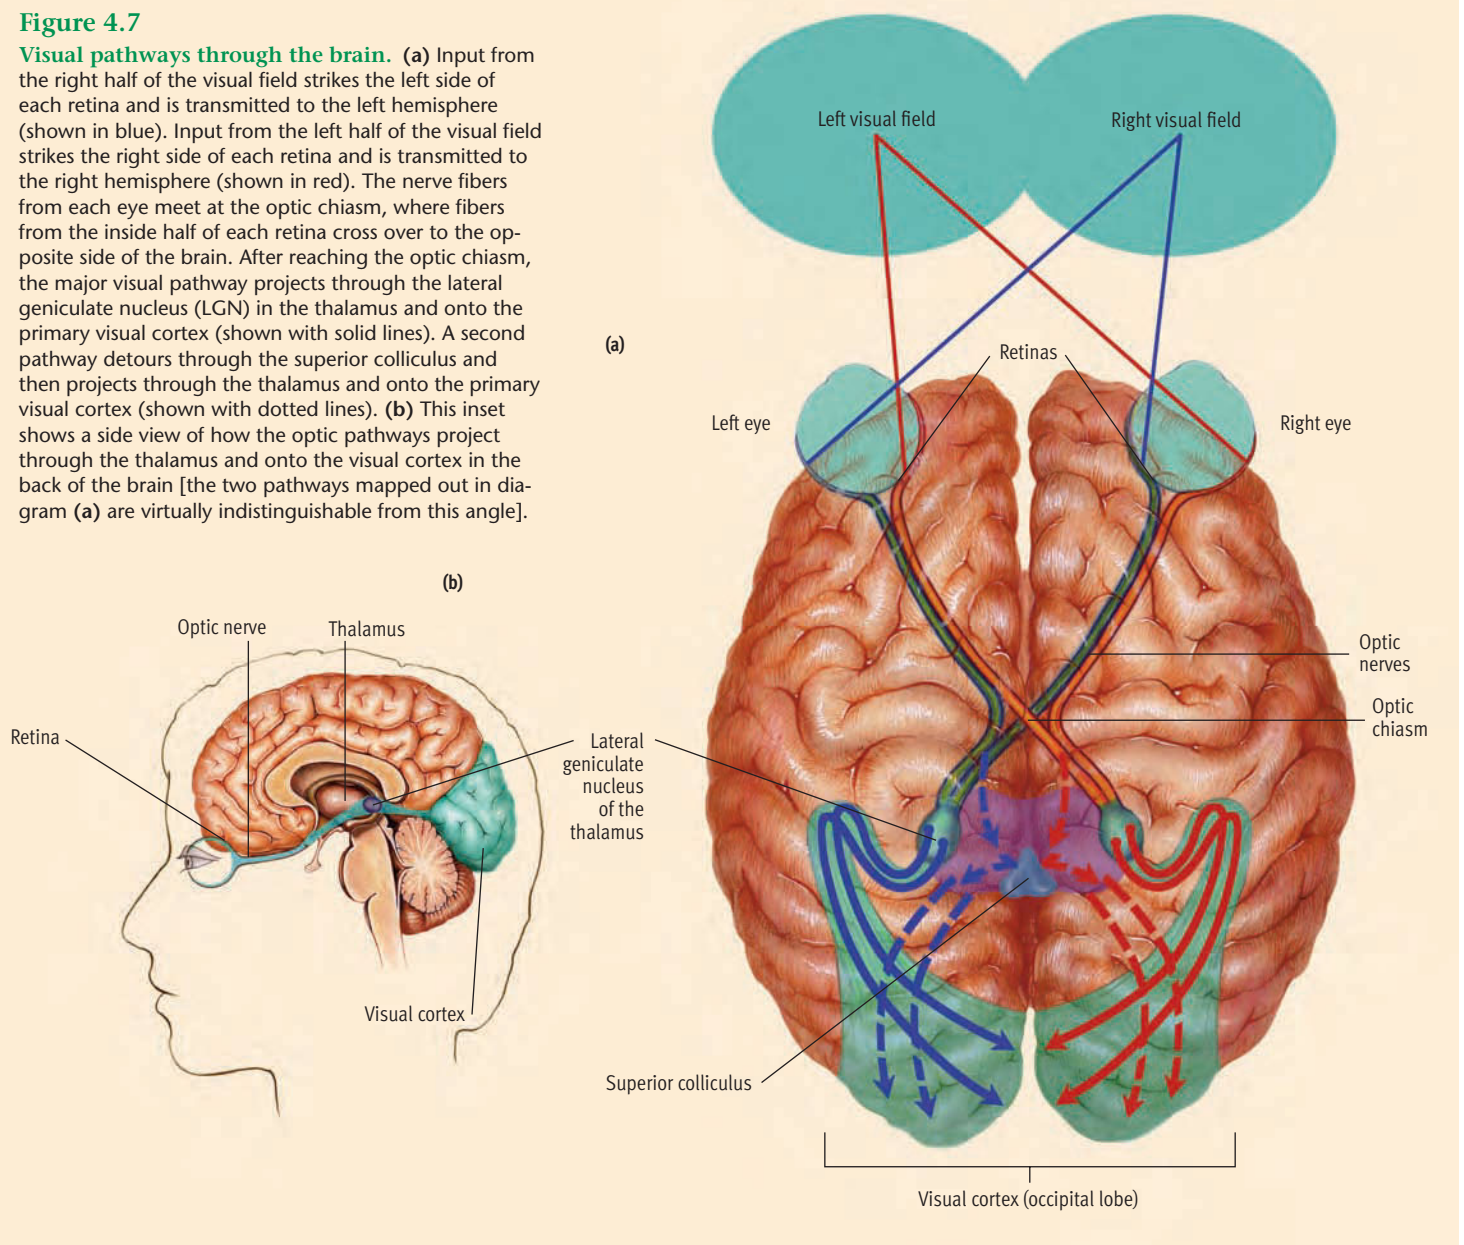 Figure 4.7
Visual pathways through the brain. (a) Input from
the right half of the visual field strikes the left side of
each retina and is transmitted to the left hemisphere
(shown in blue). Input from the left half of the visual field
strikes the right side of each retina and is transmitted to
the right hemisphere (shown in red). The nerve fibers
from each eye meet at the optic chiasm, where fibers
from the inside half of each retina cross over to the op-
posite side of the brain. After reaching the optic chiasm,
the major visual pathway projects through the lateral
geniculate nucleus (LGN) in the thalamus and onto the
primary visual cortex (shown with solid lines). A second
pathway detours through the superior colliculus and
then projects through the thalamus and onto the primary
visual cortex (shown with dotted lines). (b) This inset
shows a side view of how the optic pathways project
through the thalamus and onto the visual cortex in the
back of the brain [the two pathways mapped out in dia-
gram (a) are virtually indistinguishable from this angle].
(b)
Optic nerve
Thalamus
Retina
Lateral
geniculate
nucleus
of the
thalamus
Visual cortex
(a)
Left visual field
Right visual field
Retinas
Left eye
Right eye
Optic
nerves
Optic
chiasm
Superior colliculus
Visual cortex (occipital lobe)